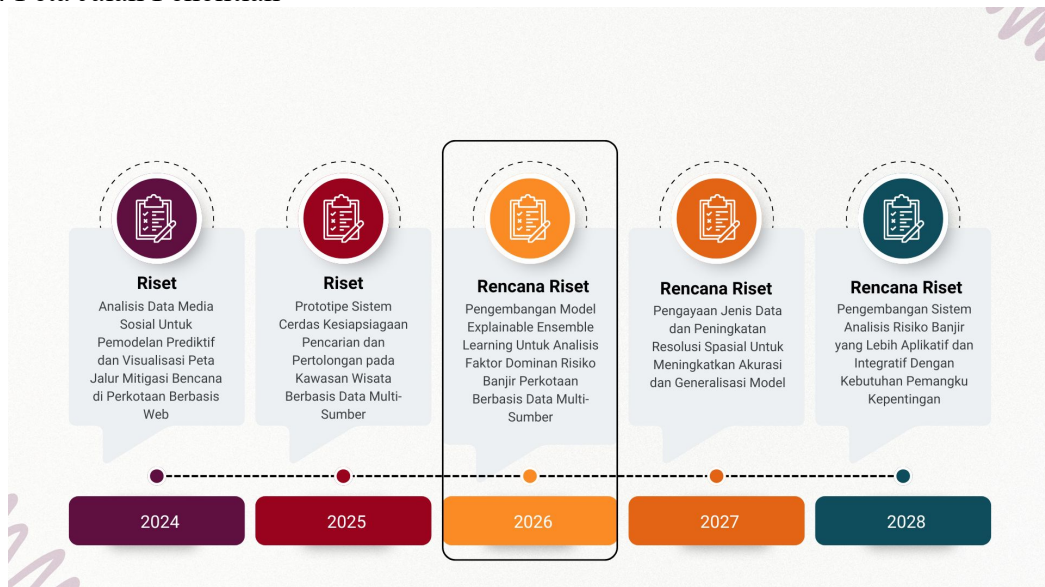 Riset
Analisis Data Media
Sosial Untuk
Pemodelan Prediktif
dan Visualisasi Peta
Jalur Mitigasi Bencana
di Perkotaan Berbasis
Web
Riset
Prototipe Sistem
Cerdas Kesiapsiagaan
Pencarian dan
Pertolongan pada
Kawasan Wisata
Berbasis Data Multi-
Sumber
Rencana Riset
Pengembangan Model
Explainable Ensemble
Learning Untuk Analisis
Faktor Dominan Risiko
Banjir Perkotaan
Berbasis Data Multi-
Sumber
Rencana Riset
Pengayaan Jenis Data
dan Peningkatan
Resolusi Spasial Untuk
Meningkatkan Akurasi
dan Generalisasi Model
Rencana Riset
Pengembangan Sistem
Analisis Risiko Banjir
yang Lebih Aplikatif dan
Integratif Dengan
Kebutuhan Pemangku
Kepentingan
2024
2025
2026
2027
2028